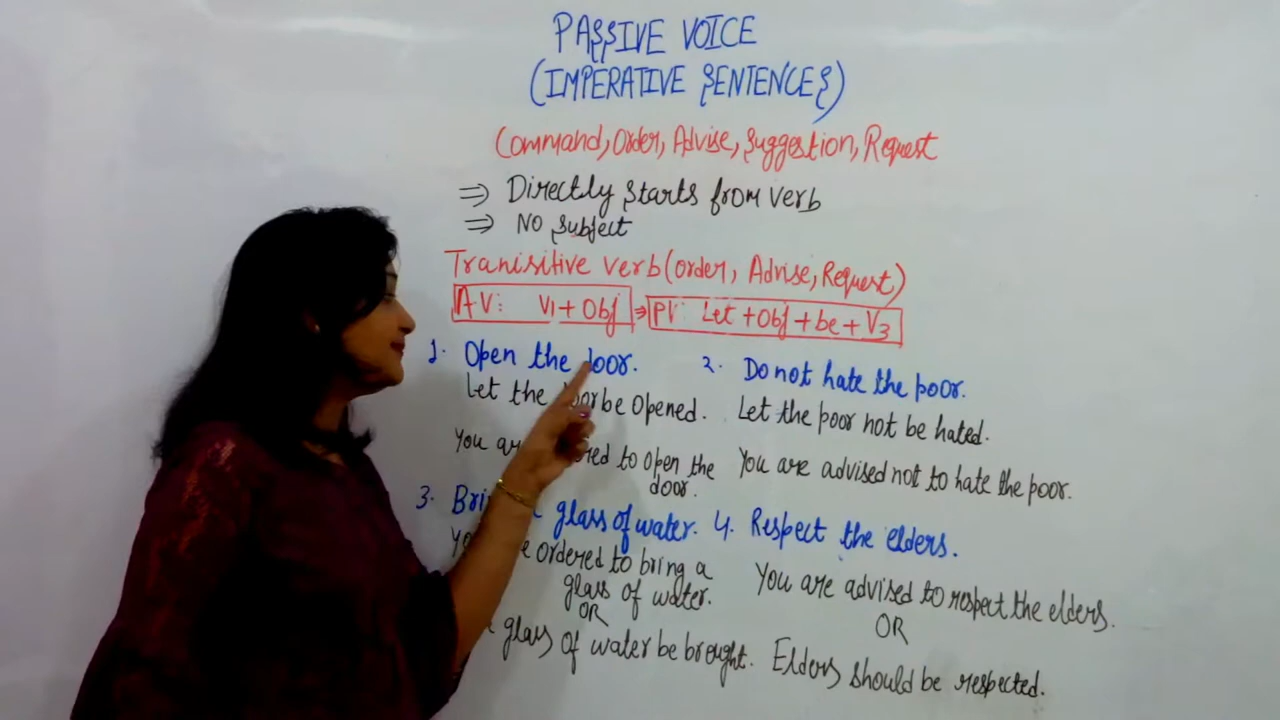 PASSIVE VOICE
(IMPERATIVE SENTENCES)
Command, Order, Advise, Suggestion, Request
⇒ Directly starts from verb
⇒ NO Subject
Tranisitive verb (order, Advise, Request)
AV: V1 + Obj ⇒ PV: Let + Obj + be + V3
1. Open the door.
Let the be Opened.
You to open the
door.
2. Do not hate the poor.
Let the poor not be hated.
You are advised not to hate the poor.
3. glass of water.
ordered to bring a
glass of water.
OR
glass of water be brought.
4. Respect the elders.
You are advised to respect the elders.
OR
Elders should be respected.